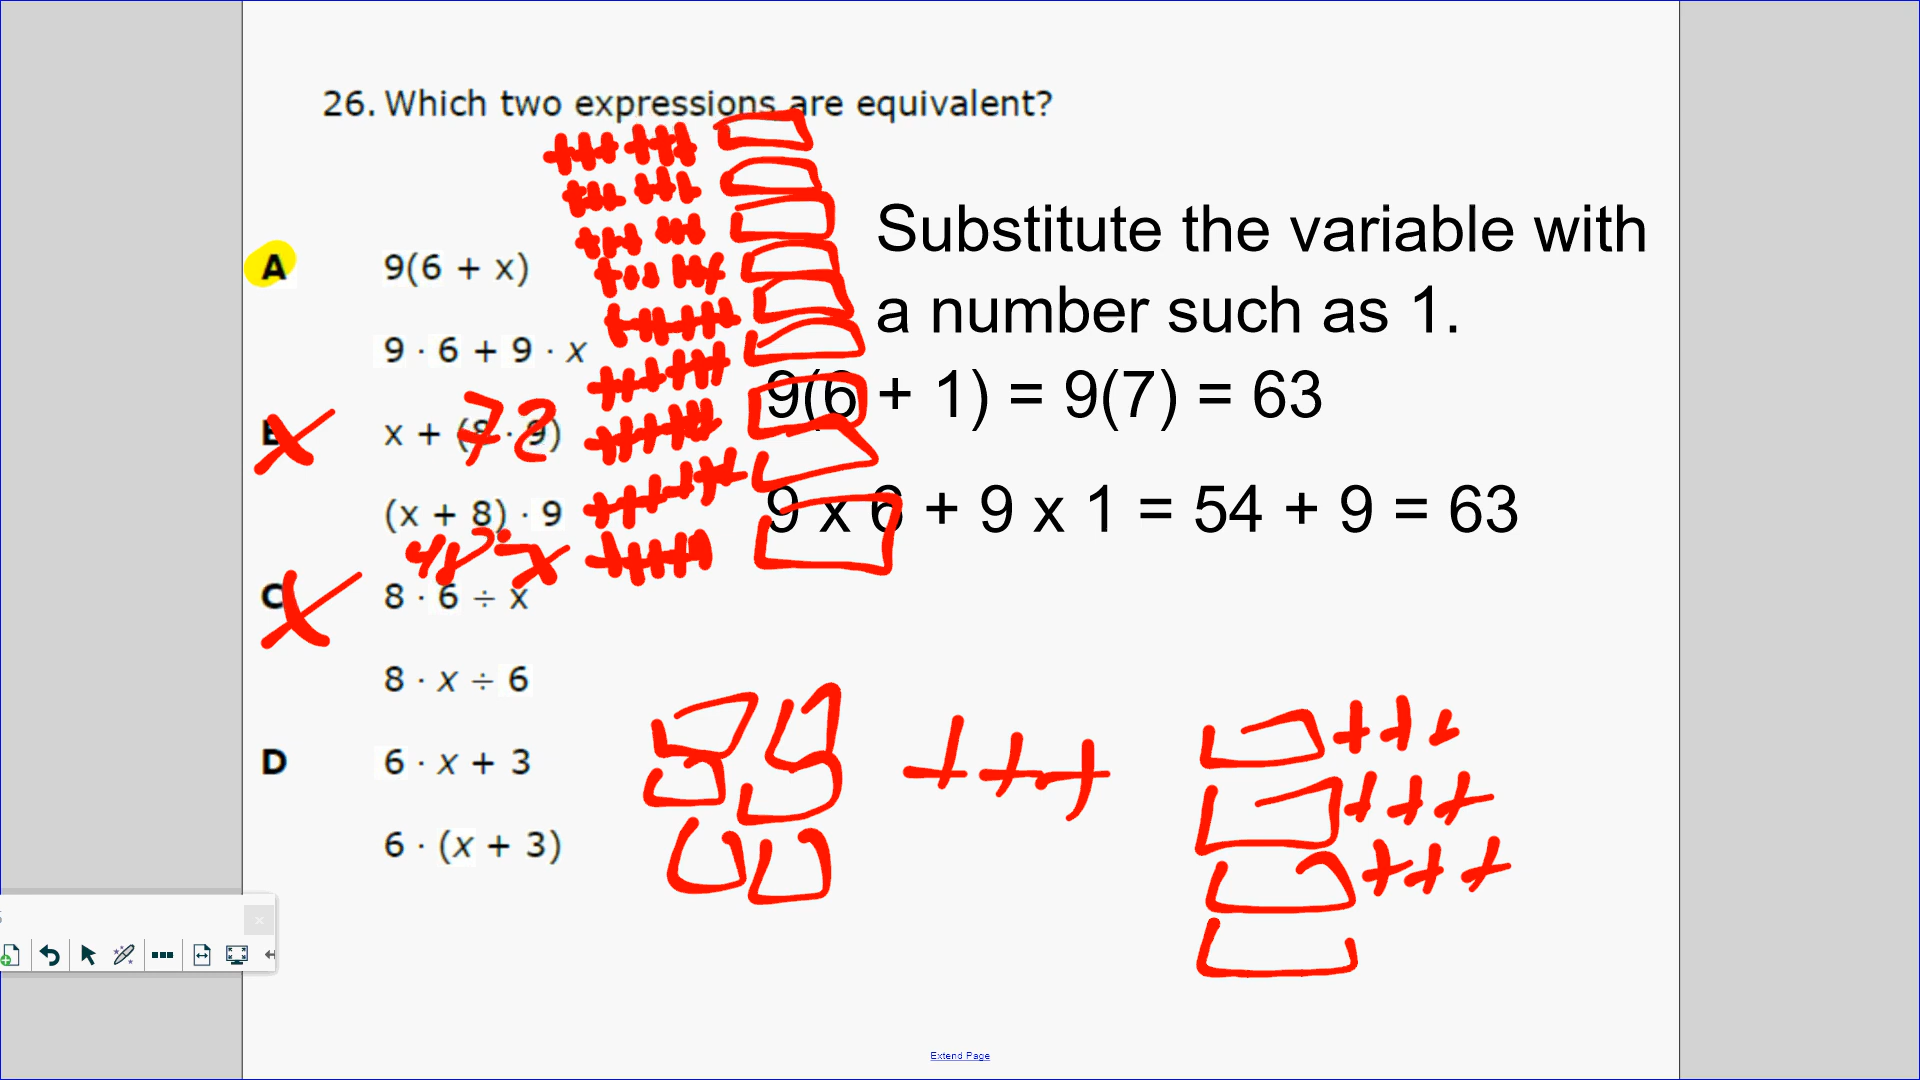 26. Which two expressions are equivalent?
A 9(6 + x)
9 · 6 + 9 · x
x + (8 · 9)
72
(x + 8) · 9
48 ÷ x
C 8 · 6 ÷ x
8 · x ÷ 6
D 6 · x + 3
6 · (x + 3)
Substitute the variable with
a number such as 1.
9(6 + 1) = 9(7) = 63
9 x 6 + 9 x 1 = 54 + 9 = 63
Extend Page